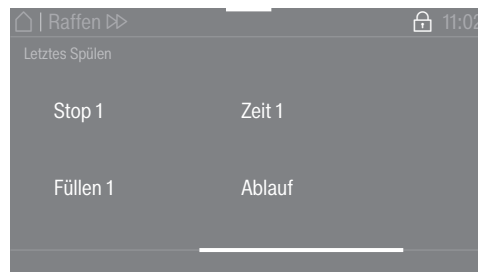 | Raffen
11:02
Letztes Spülen
Stop 1
Zeit 1
Füllen 1
Ablauf